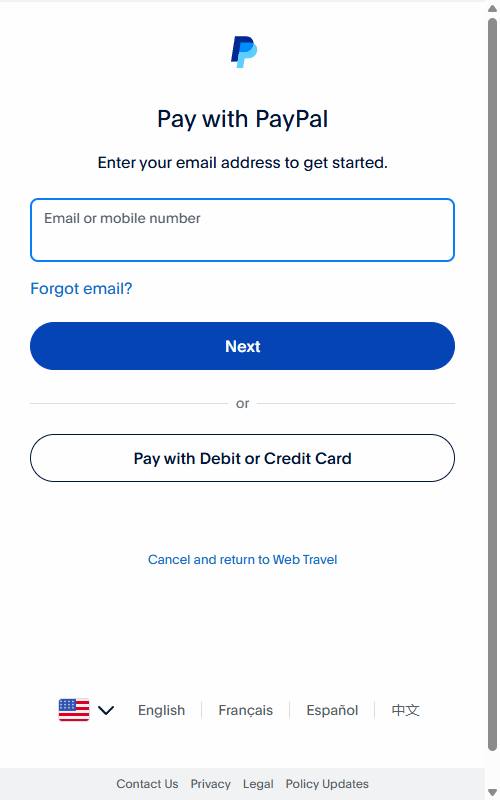 Pay with PayPal
Enter your email address to get started.
Email or mobile number
Forgot email?
Next
or
Pay with Debit or Credit Card
Cancel and return to Web Travel
English Français Español 中文
Contact Us Privacy Legal Policy Updates